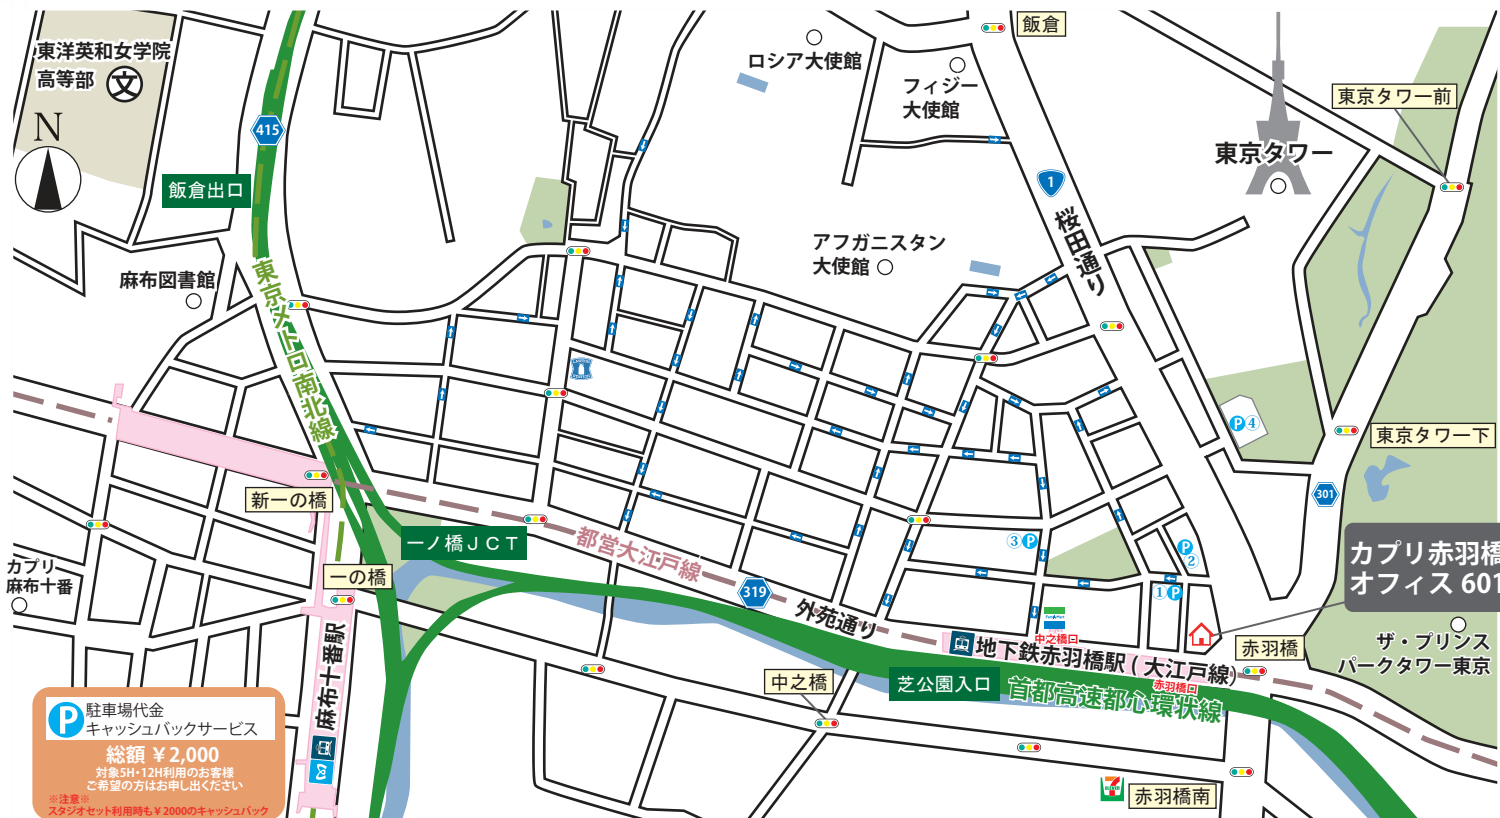 東洋英和女学院
高等部
文
N
415
飯倉出口
麻布図書館
東京メトロ南北線
ロシア大使館
フィジー
大使館
飯倉
東京タワー前
東京タワー
1
桜田通り
アフガニスタン
大使館
P4
東京タワー下
301
新一の橋
一ノ橋JCT
都営大江戸線
319
外苑通り
3P
P
2
1P
カプリ赤羽橋
オフィス 601
カプリ
麻布十番
一の橋
麻布十番駅
中之橋口
地下鉄赤羽橋駅 ( 大江戸線)
赤羽橋口
赤羽橋
ザ・プリンス
パークタワー東京
中之橋
芝公園入口
首都高速都心環状線
赤羽橋南
P
駐車場代金
キャッシュバックサービス
総額 ¥2,000
対象5H・12H利用のお客様
ご希望の方はお申し出ください
※注意※
スタジオセット利用時も¥2000のキャッシュバック